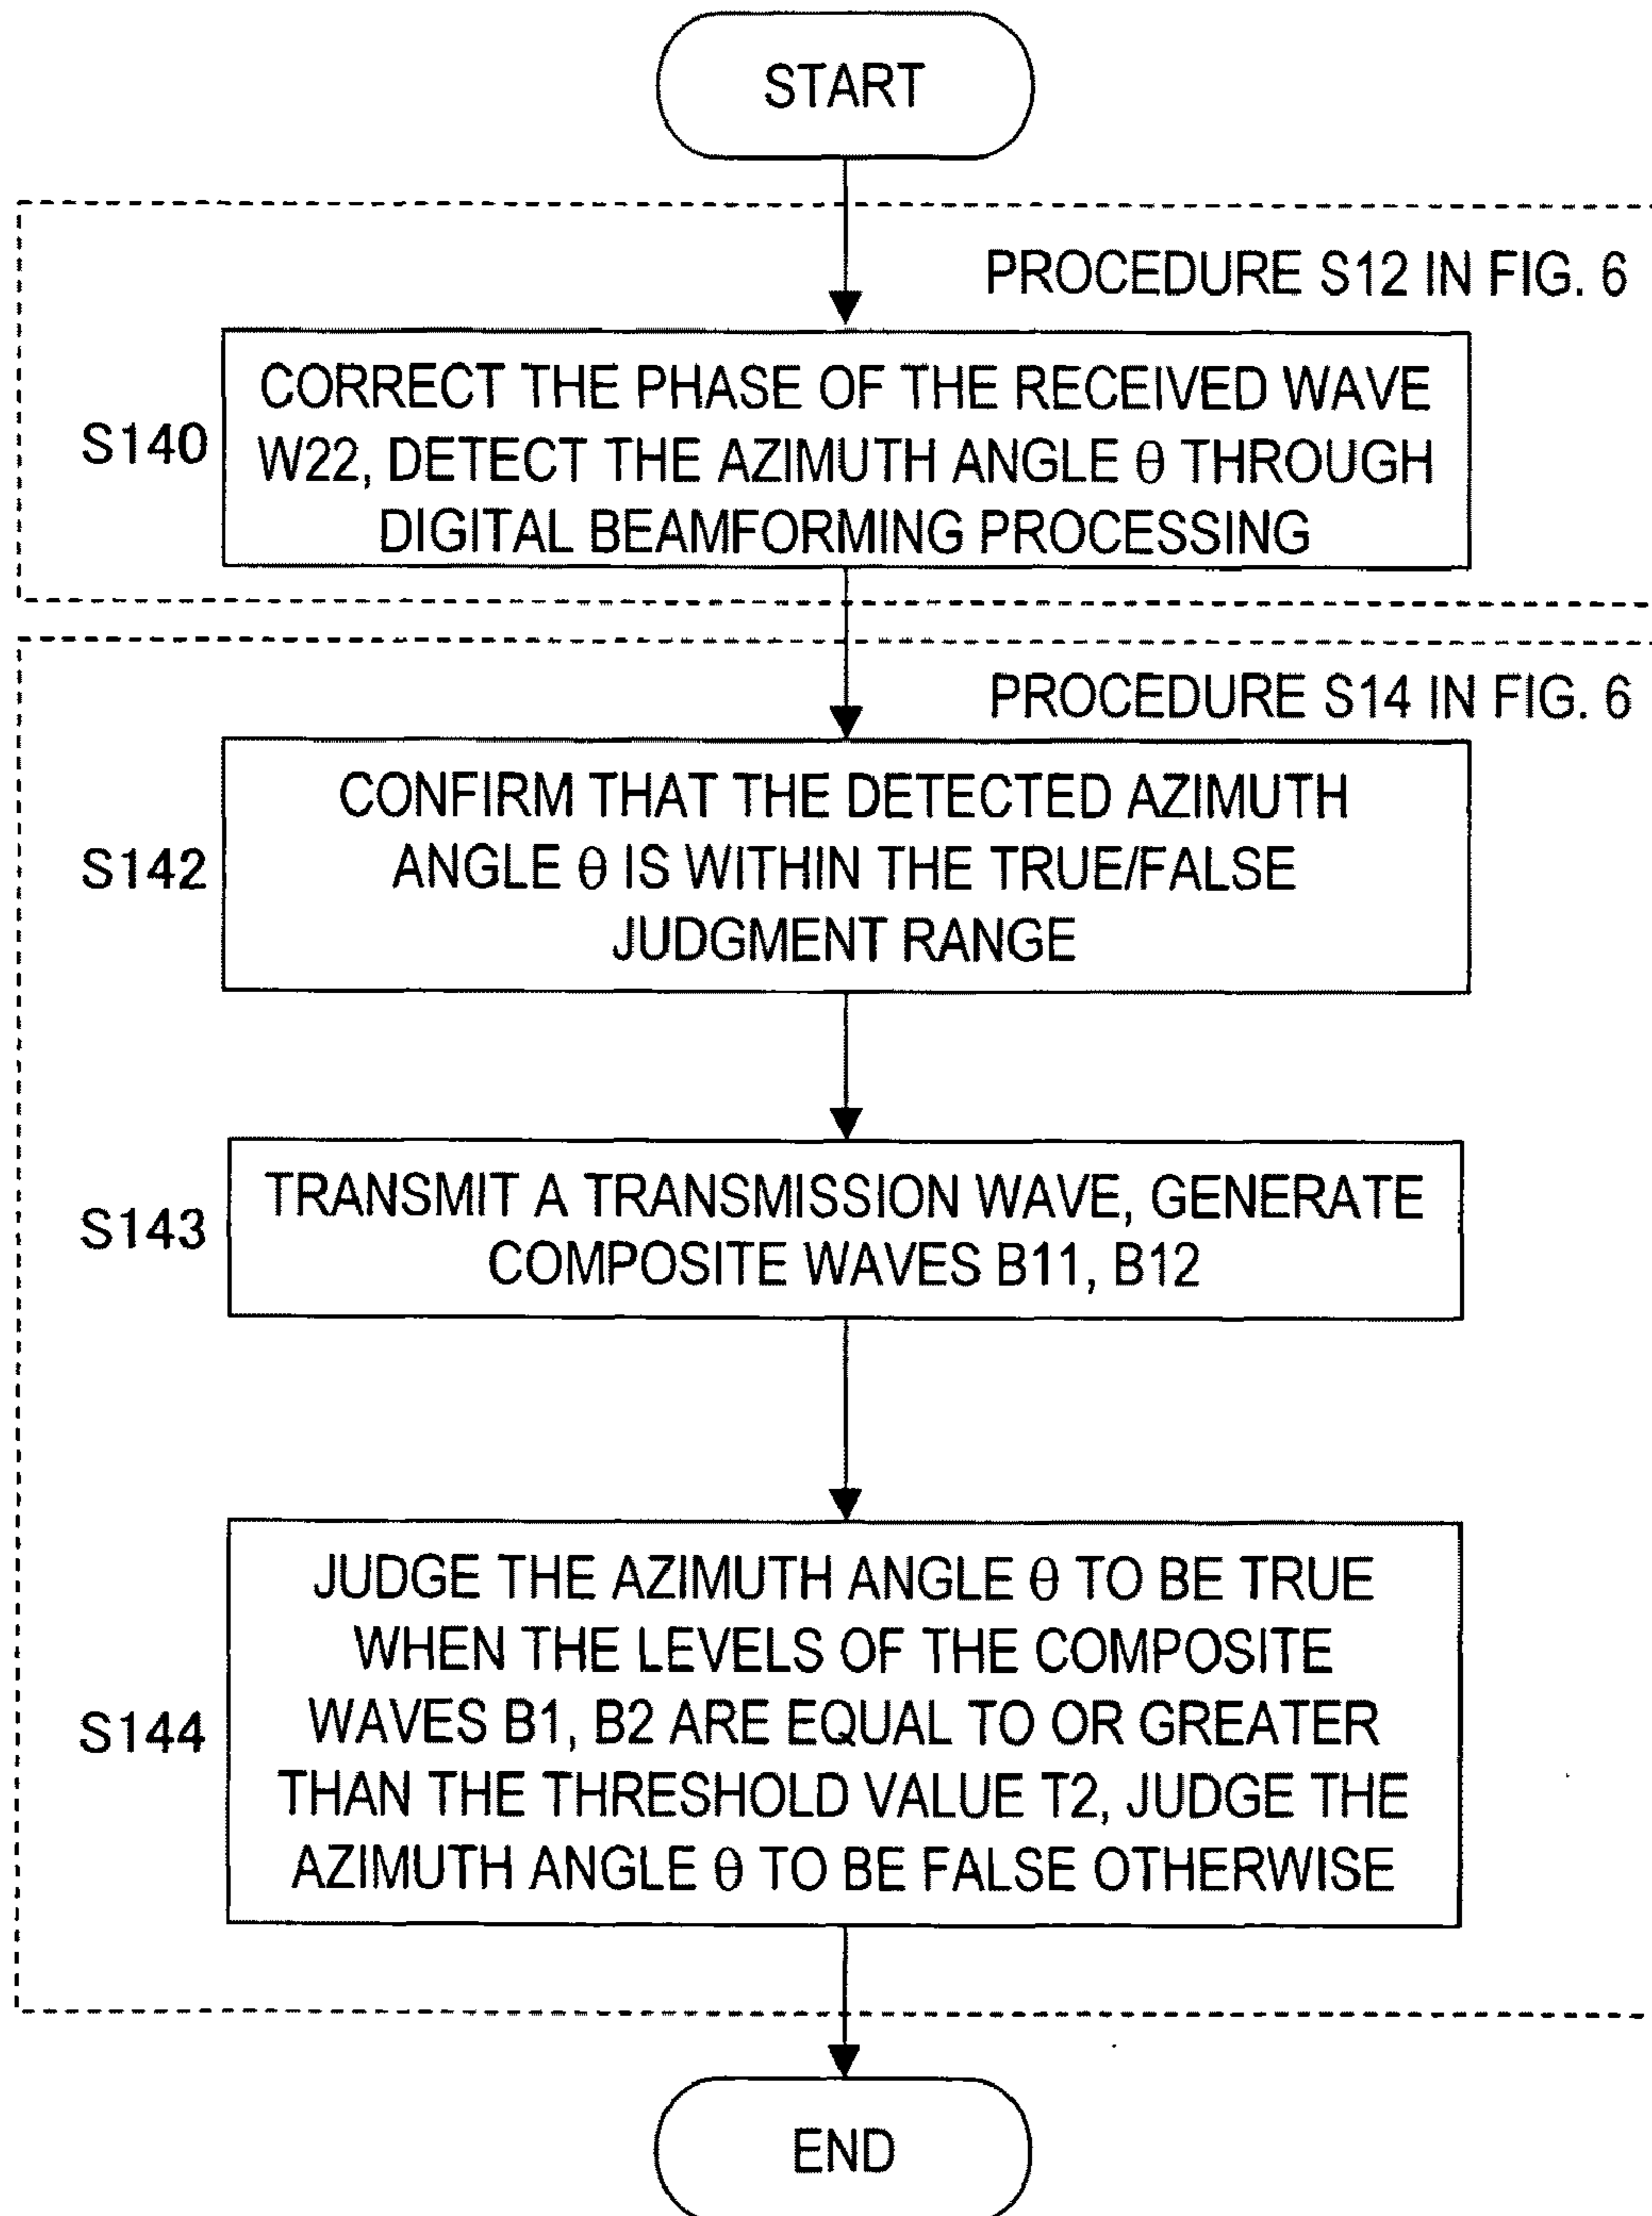 START
PROCEDURE S12 IN FIG. 6
S140
CORRECT THE PHASE OF THE RECEIVED WAVE
W22, DETECT THE AZIMUTH ANGLE θ THROUGH
DIGITAL BEAMFORMING PROCESSING
PROCEDURE S14 IN FIG. 6
S142
CONFIRM THAT THE DETECTED AZIMUTH
ANGLE θ IS WITHIN THE TRUE/FALSE
JUDGMENT RANGE
S143
TRANSMIT A TRANSMISSION WAVE, GENERATE
COMPOSITE WAVES B11, B12
S144
JUDGE THE AZIMUTH ANGLE θ TO BE TRUE
WHEN THE LEVELS OF THE COMPOSITE
WAVES B1, B2 ARE EQUAL TO OR GREATER
THAN THE THRESHOLD VALUE T2, JUDGE THE
AZIMUTH ANGLE θ TO BE FALSE OTHERWISE
END